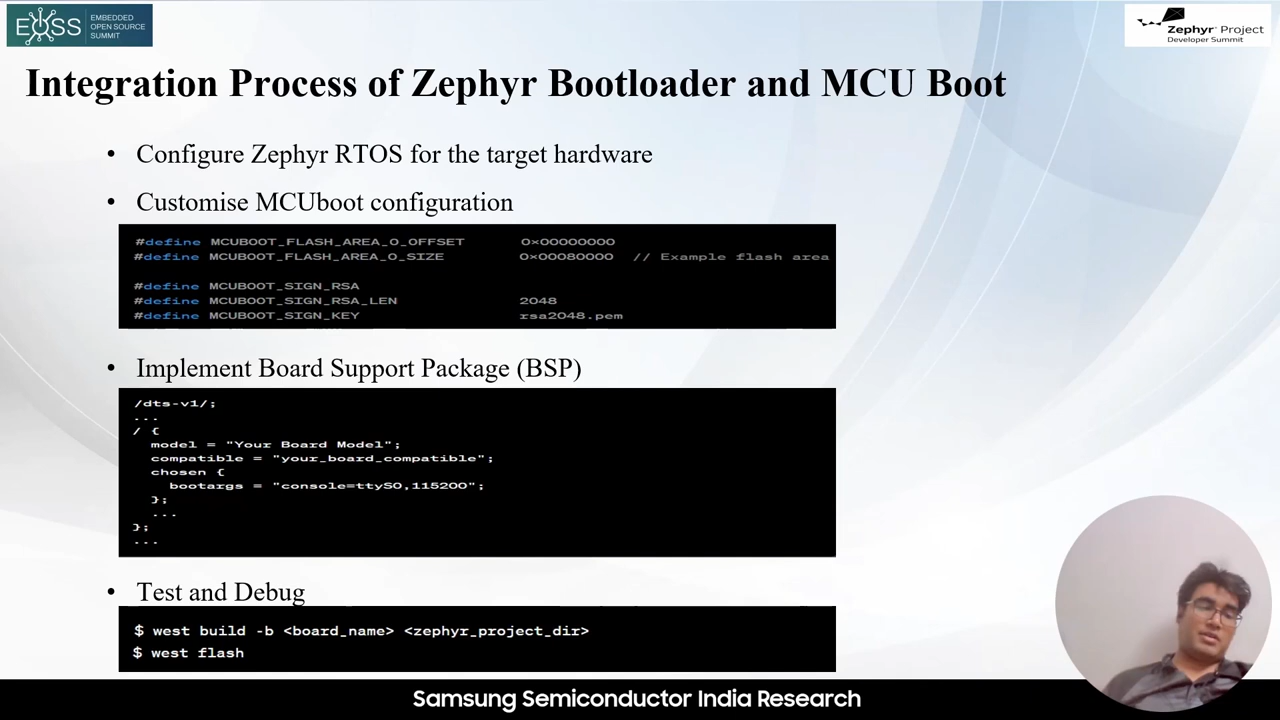 EOSS
EMBEDDED
OPEN SOURCE
SUMMIT
Zephyr® Project
Developer Summit
Integration Process of Zephyr Bootloader and MCU Boot
• Configure Zephyr RTOS for the target hardware
• Customise MCUboot configuration
#define MCUBOOT_FLASH_AREA_0_OFFSET 0x00000000
#define MCUBOOT_FLASH_AREA_0_SIZE 0x00080000 // Example flash area
#define MCUBOOT_SIGN_RSA
#define MCUBOOT_SIGN_RSA_LEN 2048
#define MCUBOOT_SIGN_KEY rsa2048.pem
• Implement Board Support Package (BSP)
/dts-v1/;
...
/ {
model = "Your Board Model";
compatible = "your_board_compatible";
chosen {
bootargs = "console=ttyS0,115200";
};
...
};
...
• Test and Debug
$ west build -b <board_name> <zephyr_project_dir>
$ west flash
Samsung Semiconductor India Research